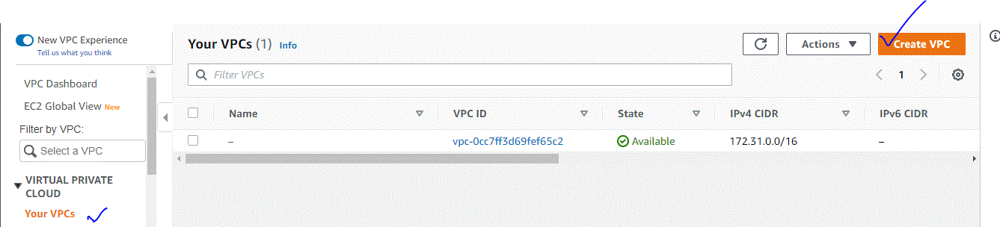 New VPC Experience
Tell us what you think
VPC Dashboard
EC2 Global View New
Filter by VPC:
Select a VPC
VIRTUAL PRIVATE
CLOUD
Your VPCs
Your VPCs (1) Info
Actions
Create VPC
Filter VPCs
1
Name VPC ID State IPv4 CIDR IPv6 CIDR
– vpc-0cc7ff3d69fef65c2 Available 172.31.0.0/16 –